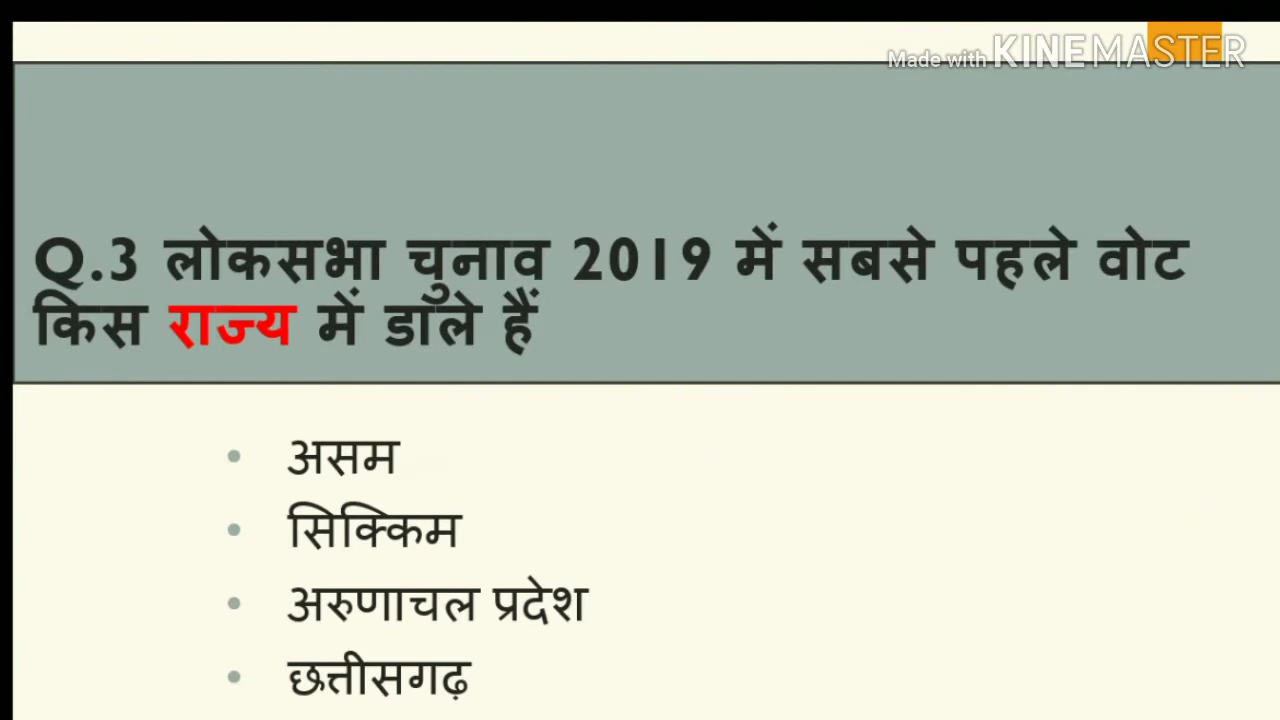 Made with KINEMASTER
Q.3 लोकसभा चुनाव 2019 में सबसे पहले वोट
किस राज्य में डाले हैं
• असम
• सिक्किम
• अरुणाचल प्रदेश
• छत्तीसगढ़